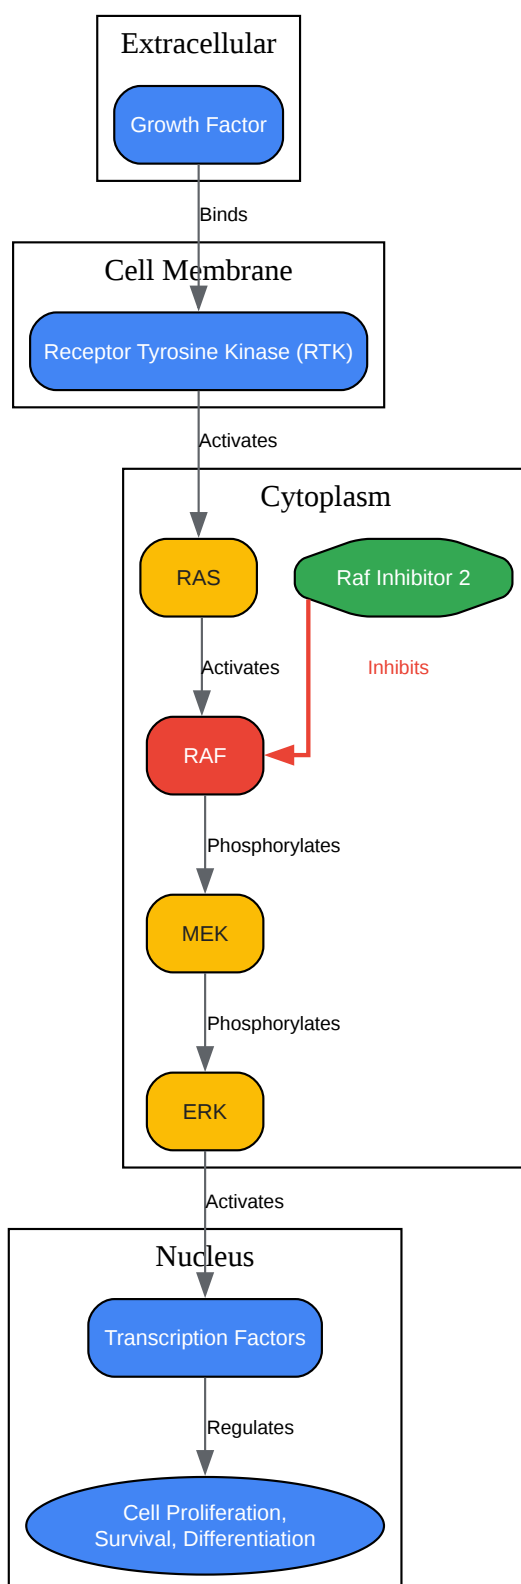 Extracellular
Growth Factor
Binds
Cell Membrane
Receptor Tyrosine Kinase (RTK)
Activates
Cytoplasm
RAS
Raf Inhibitor 2
Activates
Inhibits
RAF
Phosphorylates
MEK
Phosphorylates
ERK
Activates
Nucleus
Transcription Factors
Regulates
Cell Proliferation,
Survival, Differentiation